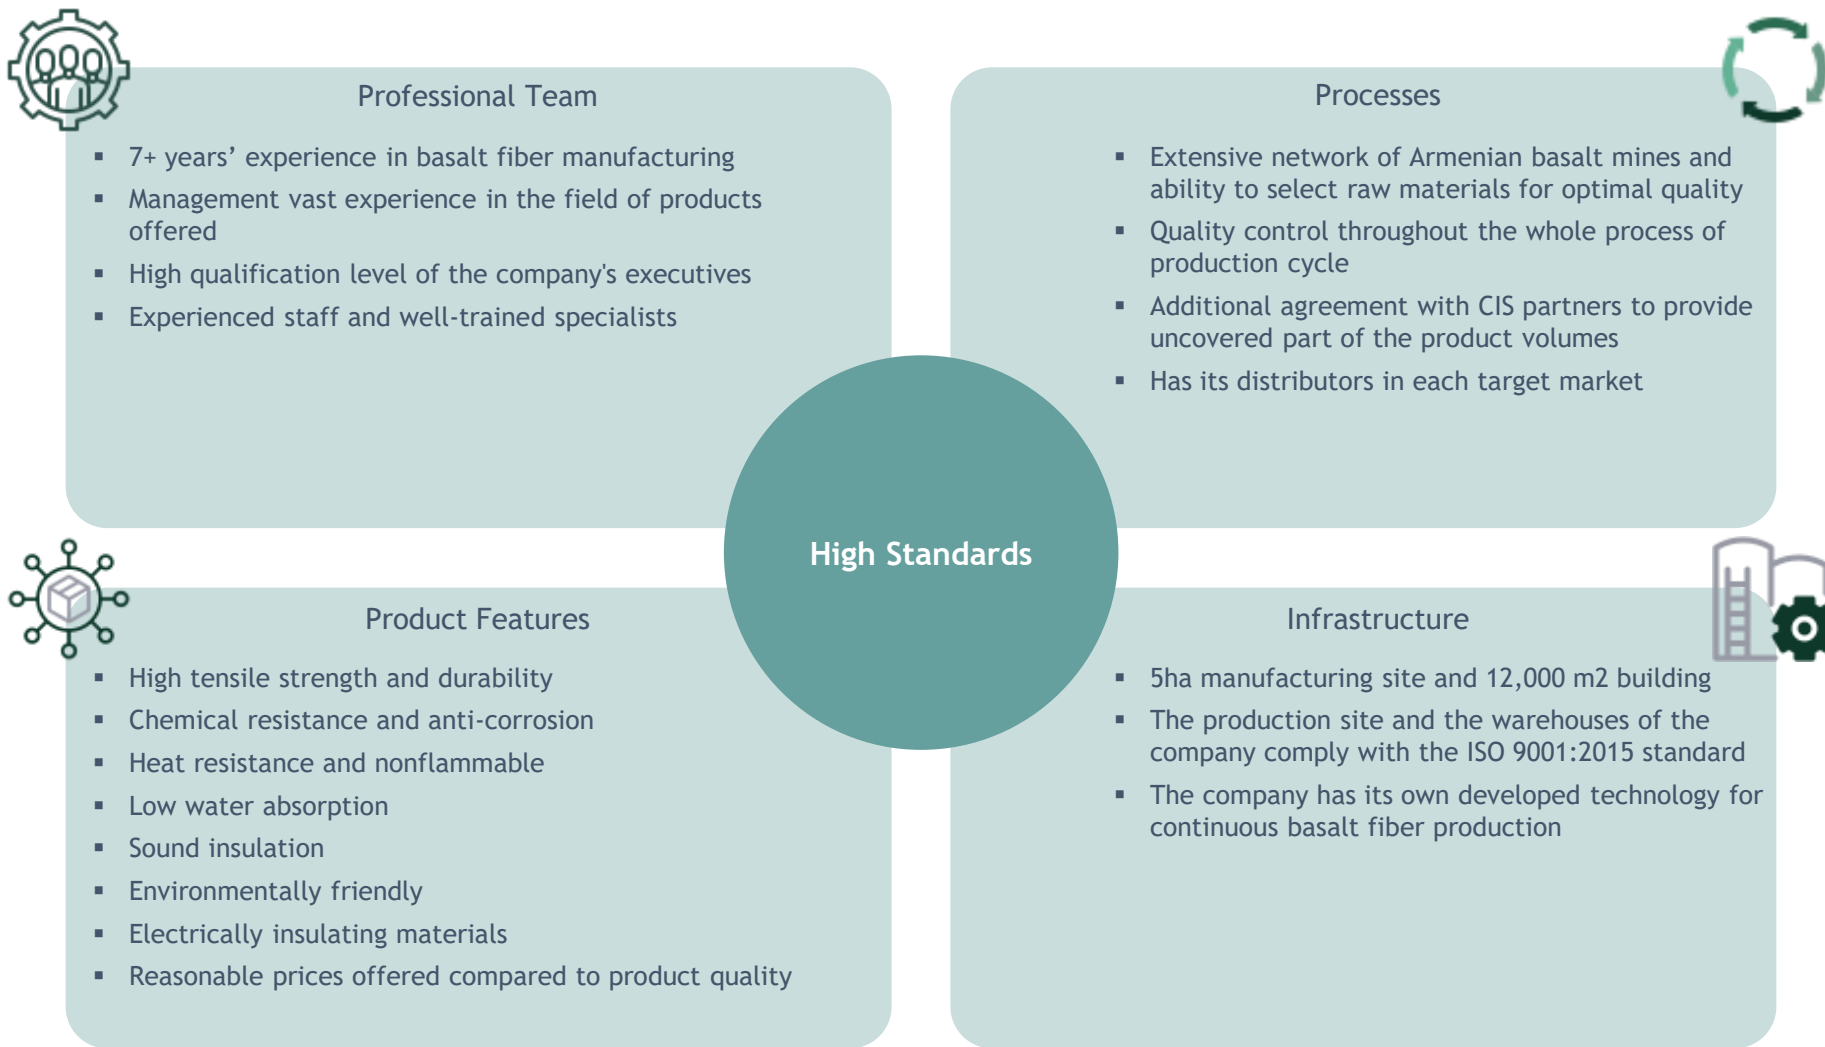 Professional Team
▪ 7+ years’ experience in basalt fiber manufacturing
▪ Management vast experience in the field of products
offered
▪ High qualification level of the company's executives
▪ Experienced staff and well-trained specialists
Processes
▪ Extensive network of Armenian basalt mines and
ability to select raw materials for optimal quality
▪ Quality control throughout the whole process of
production cycle
▪ Additional agreement with CIS partners to provide
uncovered part of the product volumes
▪ Has its distributors in each target market
High Standards
Product Features
▪ High tensile strength and durability
▪ Chemical resistance and anti-corrosion
▪ Heat resistance and nonflammable
▪ Low water absorption
▪ Sound insulation
▪ Environmentally friendly
▪ Electrically insulating materials
▪ Reasonable prices offered compared to product quality
Infrastructure
▪ 5ha manufacturing site and 12,000 m2 building
▪ The production site and the warehouses of the
company comply with the ISO 9001:2015 standard
▪ The company has its own developed technology for
continuous basalt fiber production